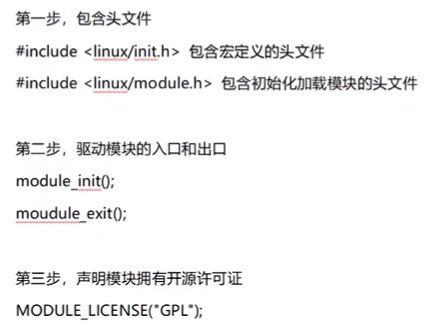 第一步，包含头文件
#include <linux/init.h> 包含宏定义的头文件
#include <linux/module.h> 包含初始化加载模块的头文件
第二步，驱动模块的入口和出口
module_init();
moudule_exit();
第三步，声明模块拥有开源许可证
MODULE_LICENSE("GPL");